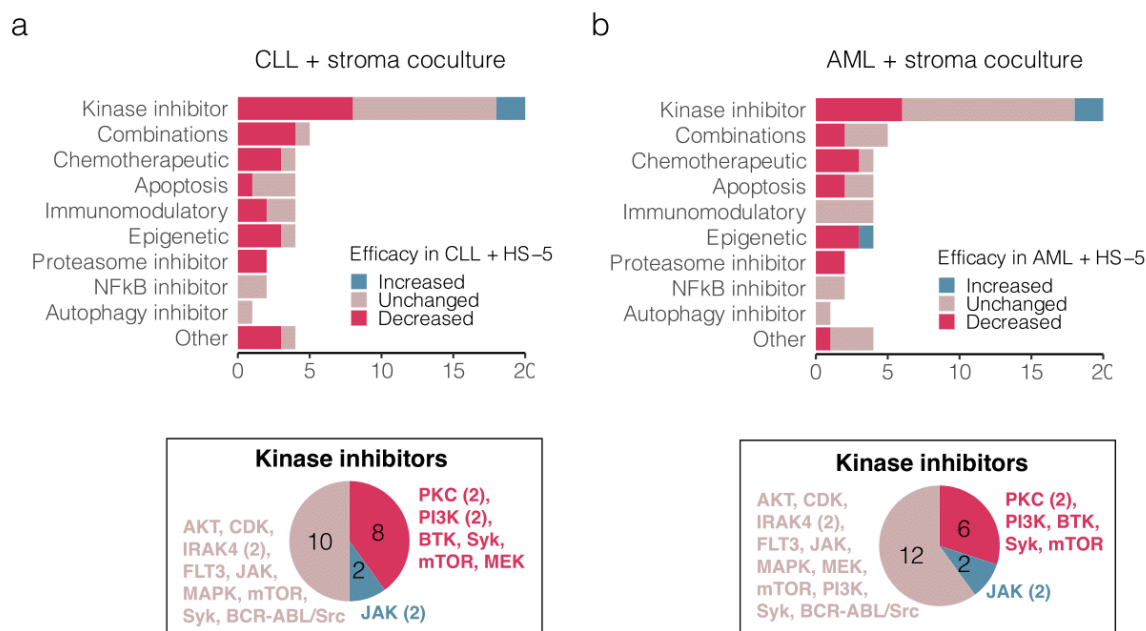 a
CLL + stroma coculture
Kinase inhibitor
Combinations
Chemotherapeutic
Apoptosis
Immunomodulatory
Epigenetic
Proteasome inhibitor
NFkB inhibitor
Autophagy inhibitor
Other
Efficacy in CLL + HS–5
Increased
Unchanged
Decreased
0 5 10 15 20
Kinase inhibitors
10
8
2
AKT, CDK,
IRAK4 (2),
FLT3, JAK,
MAPK, mTOR,
Syk, BCR-ABL/Src
PKC (2),
PI3K (2),
BTK, Syk,
mTOR, MEK
JAK (2)
b
AML + stroma coculture
Kinase inhibitor
Combinations
Chemotherapeutic
Apoptosis
Immunomodulatory
Epigenetic
Proteasome inhibitor
NFkB inhibitor
Autophagy inhibitor
Other
Efficacy in AML + HS–5
Increased
Unchanged
Decreased
0 5 10 15 20
Kinase inhibitors
12
6
2
AKT, CDK,
IRAK4 (2),
FLT3, JAK,
MAPK, MEK,
mTOR, PI3K,
Syk, BCR-ABL/Src
PKC (2),
PI3K, BTK,
Syk, mTOR
JAK (2)